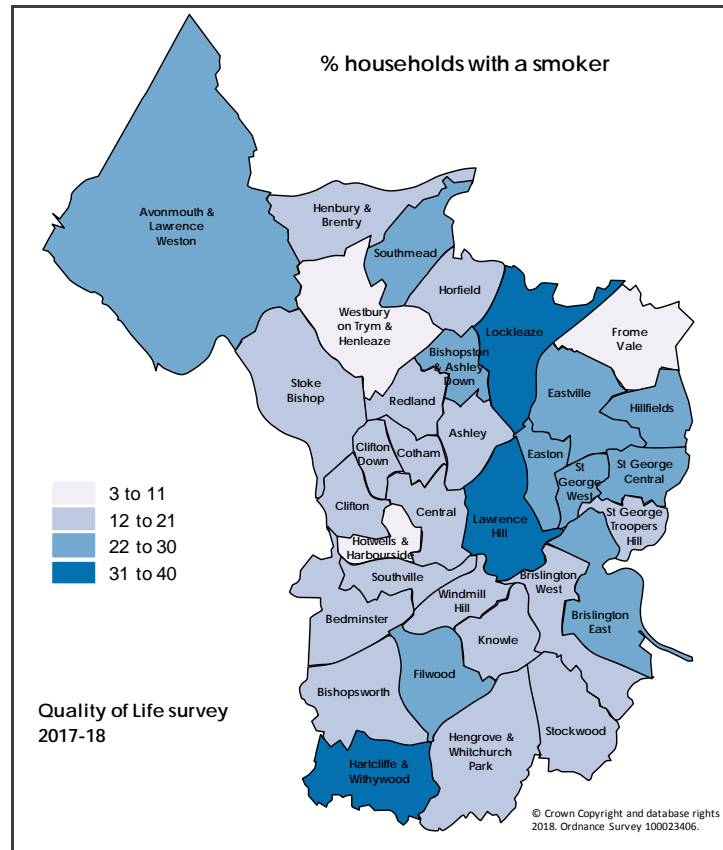 % households with a smoker
Avonmouth &
Lawrence
Weston
Henbury &
Brentry
Southmead
Horfield
Westbury
on Trym &
Henleaze
Lockleaze
Frome
Vale
Bishopston
& Ashley
Down
Stoke
Bishop
Redland
Eastville
Hillfields
Ashley
Clifton
Down
Cotham
Easton
St
George
West
St George
Central
Clifton
Central
Lawrence
Hill
St George
Troopers
Hill
Hotwells &
Harbourside
Southville
Windmill
Hill
Brislington
West
Brislington
East
Bedminster
Knowle
Bishopsworth
Filwood
Stockwood
Hengrove &
Whitchurch
Park
Hartcliffe &
Withywood
3 to 11
12 to 21
22 to 30
31 to 40
Quality of Life survey
2017-18
© Crown Copyright and database rights
2018. Ordnance Survey 100023406.